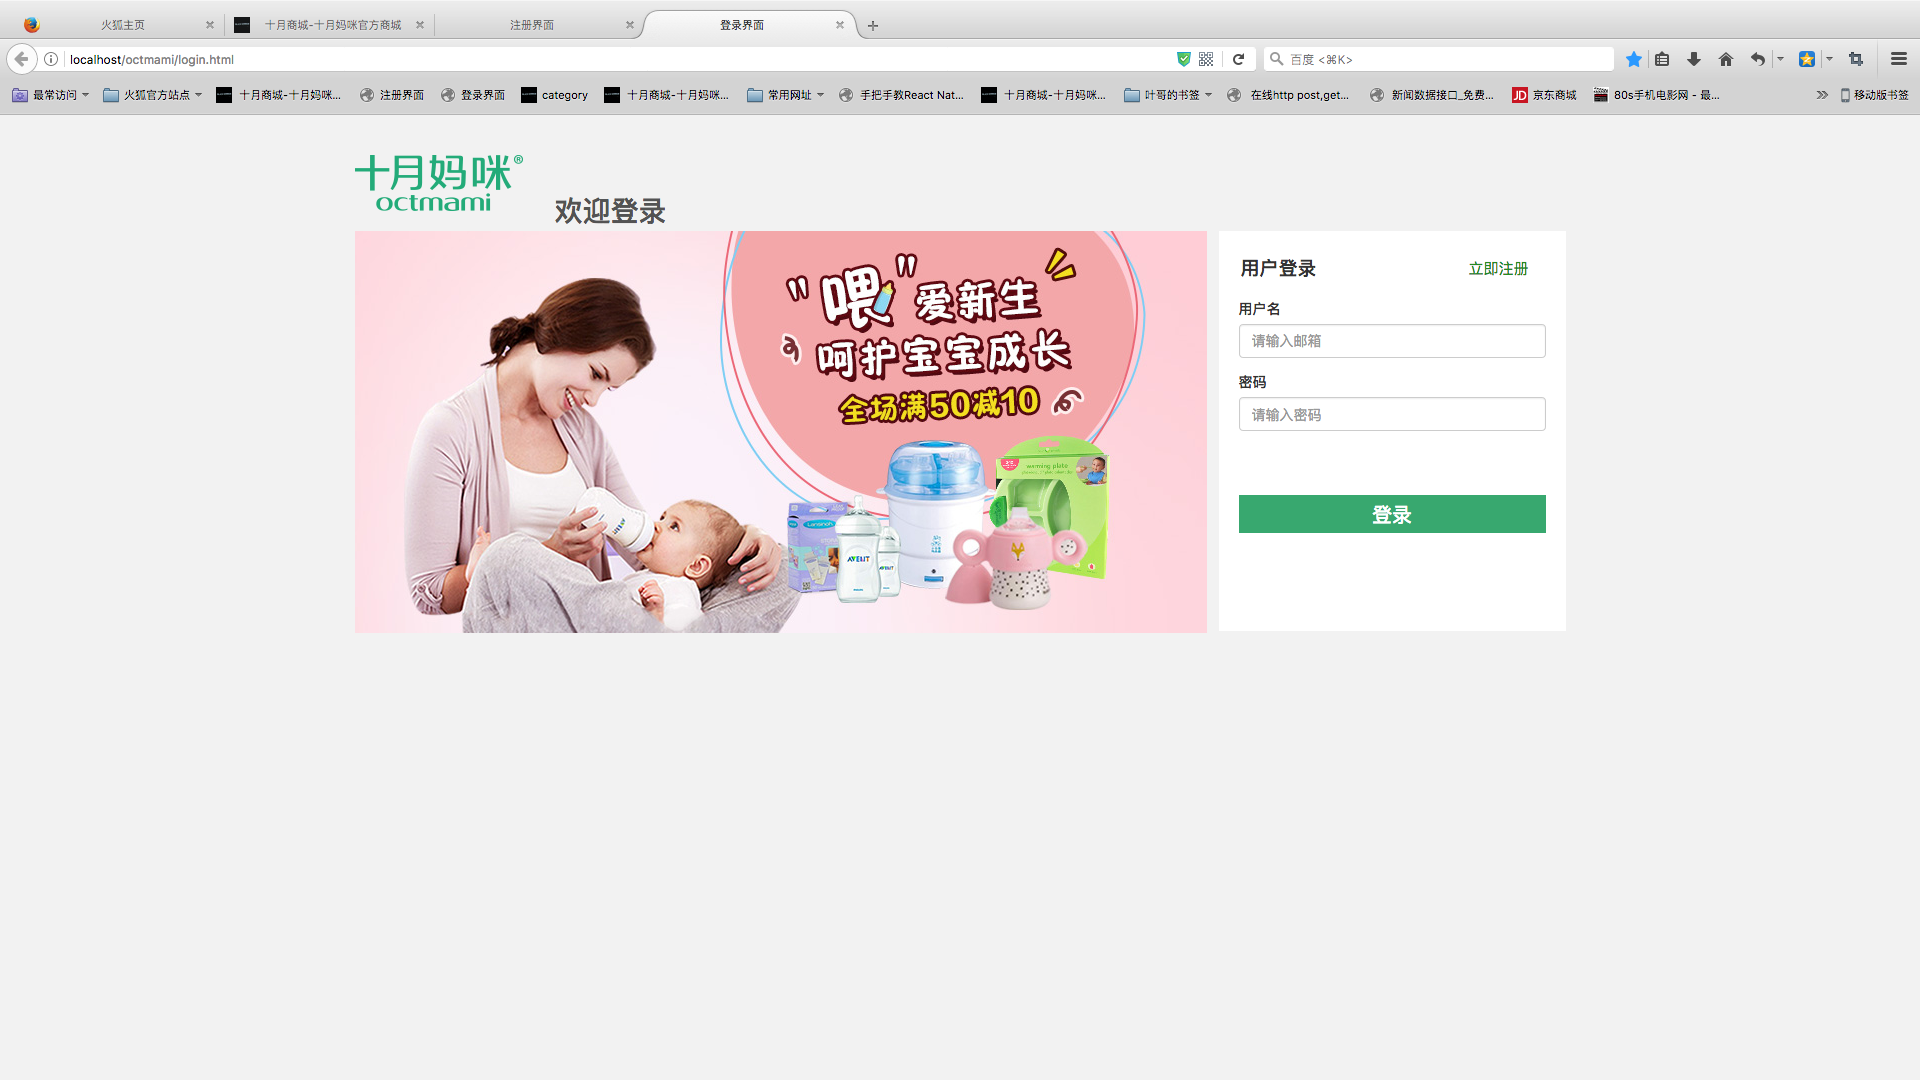 火狐主页
十月商城-十月妈咪官方商城
注册界面
登录界面
localhost/octmami/login.html
百度 <⌘K>
最常访问
火狐官方站点
十月商城-十月妈咪...
注册界面
登录界面
category
十月商城-十月妈咪...
常用网址
手把手教React Nat...
十月商城-十月妈咪...
叶哥的书签
在线http post,get...
新闻数据接口_免费...
JD 京东商城
80s手机电影网 - 最...
移动版书签
十月妈咪®
octmami
欢迎登录
"喂"爱新生
呵护宝宝成长
全场满50减10
Lansinoh
AVENT
AVENT
AVENT
warming plate
用户登录
立即注册
用户名
请输入邮箱
密码
请输入密码
登录